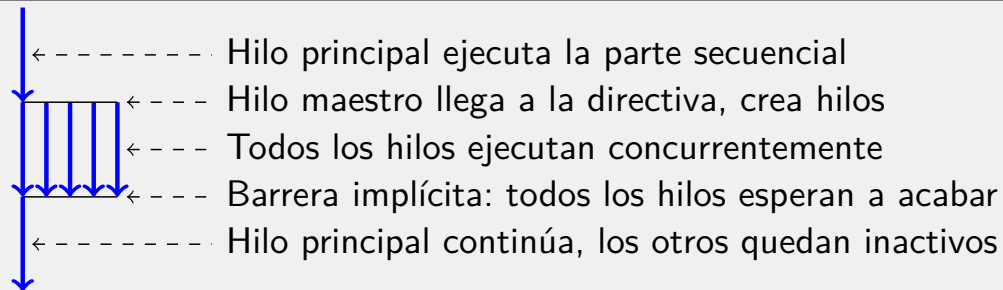 Hilo principal ejecuta la parte secuencial
Hilo maestro llega a la directiva, crea hilos
Todos los hilos ejecutan concurrentemente
Barrera implícita: todos los hilos esperan a acabar
Hilo principal continúa, los otros quedan inactivos